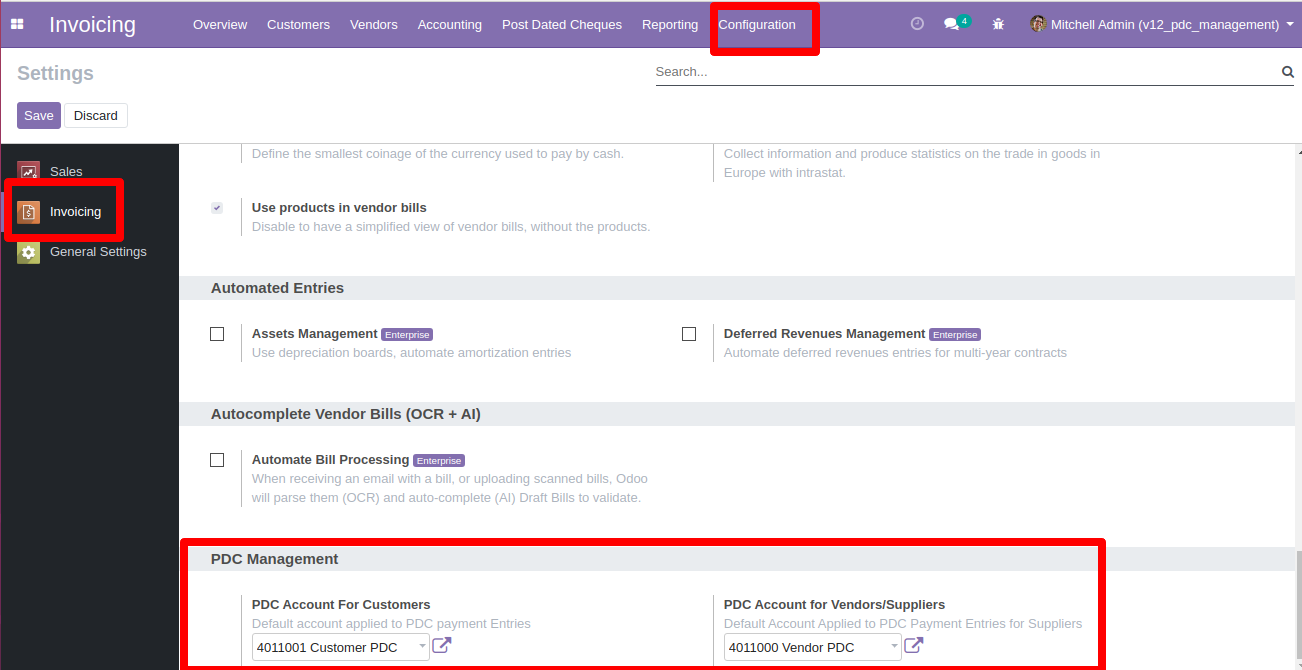 Invoicing Overview Customers Vendors Accounting Post Dated Cheques Reporting Configuration 4 Mitchell Admin (v12_pdc_management)
Settings
Search...
Save Discard
Sales
Invoicing
General Settings
Define the smallest coinage of the currency used to pay by cash.
Collect information and produce statistics on the trade in goods in
Europe with intrastat.
Use products in vendor bills
Disable to have a simplified view of vendor bills, without the products.
Automated Entries
Assets Management Enterprise
Use depreciation boards, automate amortization entries
Deferred Revenues Management Enterprise
Automate deferred revenues entries for multi-year contracts
Autocomplete Vendor Bills (OCR + AI)
Automate Bill Processing Enterprise
When receiving an email with a bill, or uploading scanned bills, Odoo
will parse them (OCR) and auto-complete (AI) Draft Bills to validate.
PDC Management
PDC Account For Customers
Default account applied to PDC payment Entries
4011001 Customer PDC
PDC Account for Vendors/Suppliers
Default Account Applied to PDC Payment Entries for Suppliers
4011000 Vendor PDC